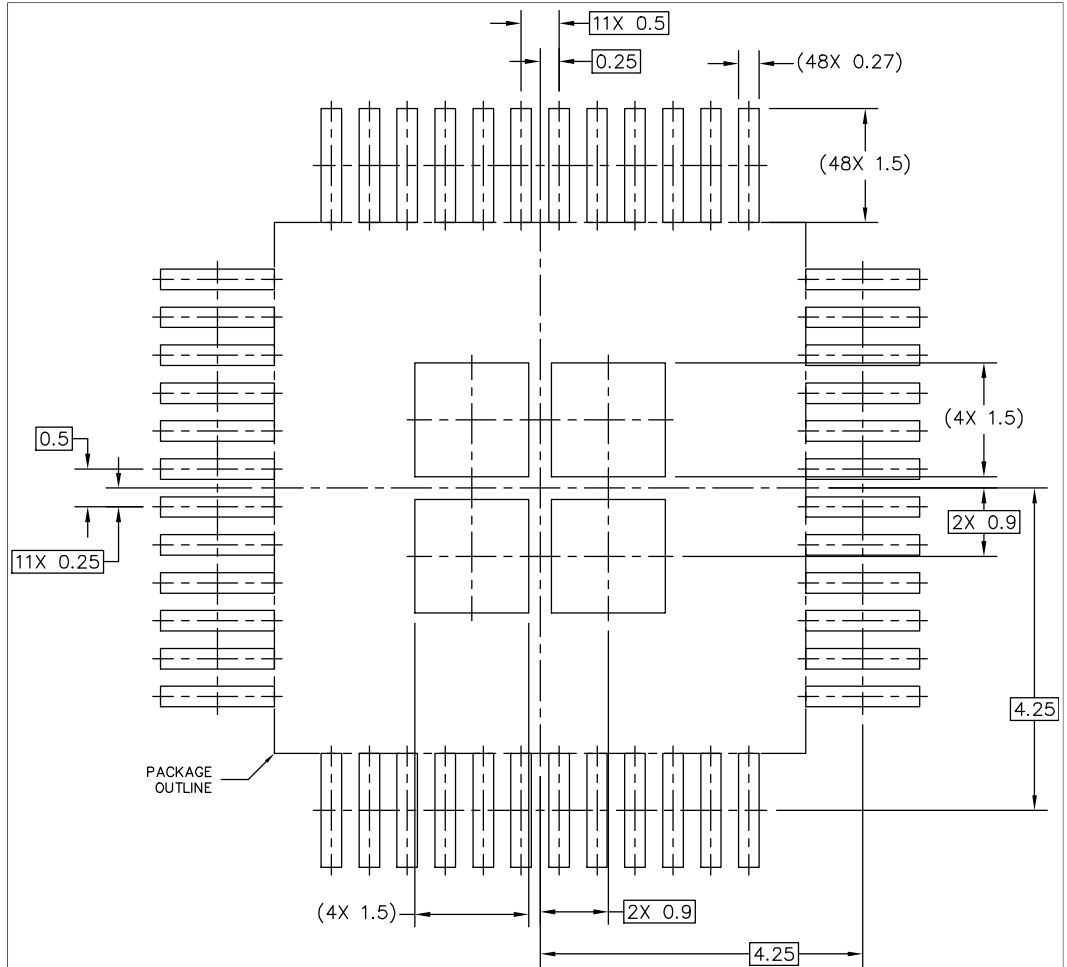 11X 0.5
0.25
(48X 0.27)
(48X 1.5)
(4X 1.5)
0.5
2X 0.9
11X 0.25
4.25
PACKAGE
OUTLINE
(4X 1.5)
2X 0.9
4.25